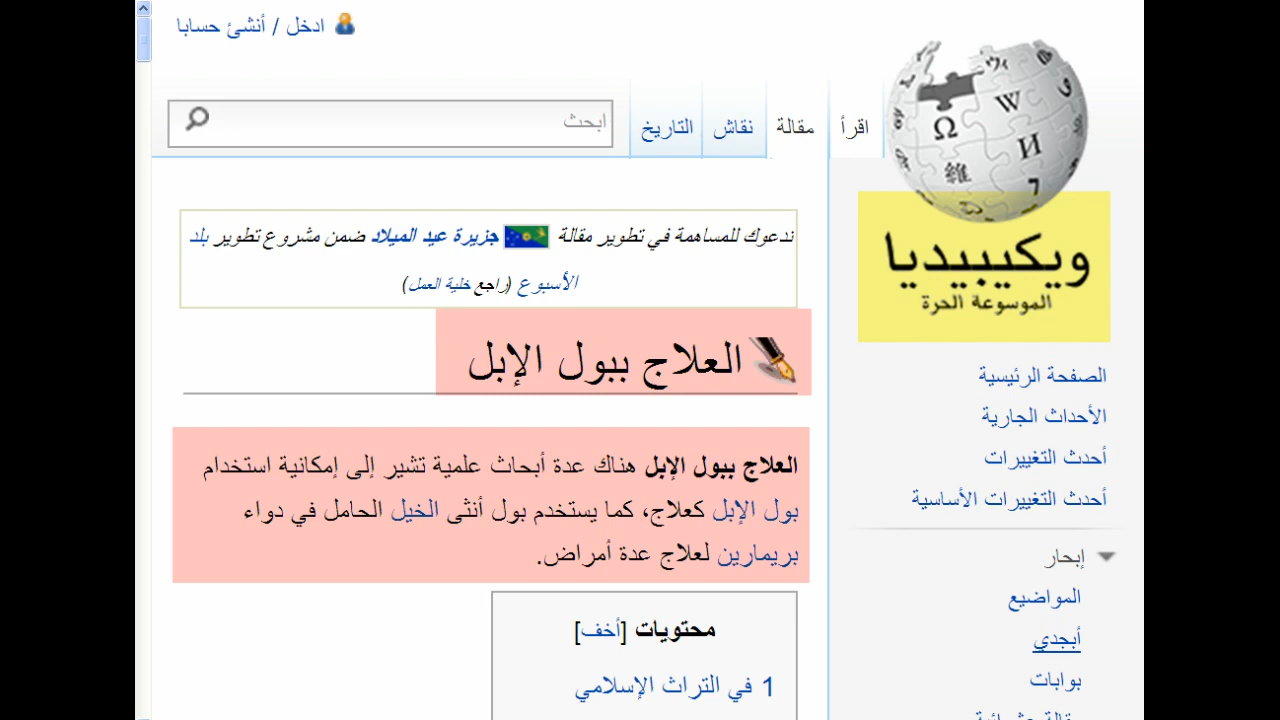 ادخل / أنشئ حسابا
اقرأ
مقالة
نقاش
التاريخ
ابحث
ويكيبيديا
الموسوعة الحرة
ندعوك للمساهمة في تطوير مقالة جزيرة عيد الميلاد ضمن مشروع تطوير بلد
الأسبوع (راجع خلية العمل)
العلاج ببول الإبل
العلاج ببول الإبل هناك عدة أبحاث علمية تشير إلى إمكانية استخدام
بول الإبل كعلاج، كما يستخدم بول أنثى الخيل الحامل في دواء
بريمارين لعلاج عدة أمراض.
محتويات [أخف]
1 في التراث الإسلامي
الصفحة الرئيسية
الأحداث الجارية
أحدث التغييرات
أحدث التغييرات الأساسية
إبحار
المواضيع
أبجدي
بوابات